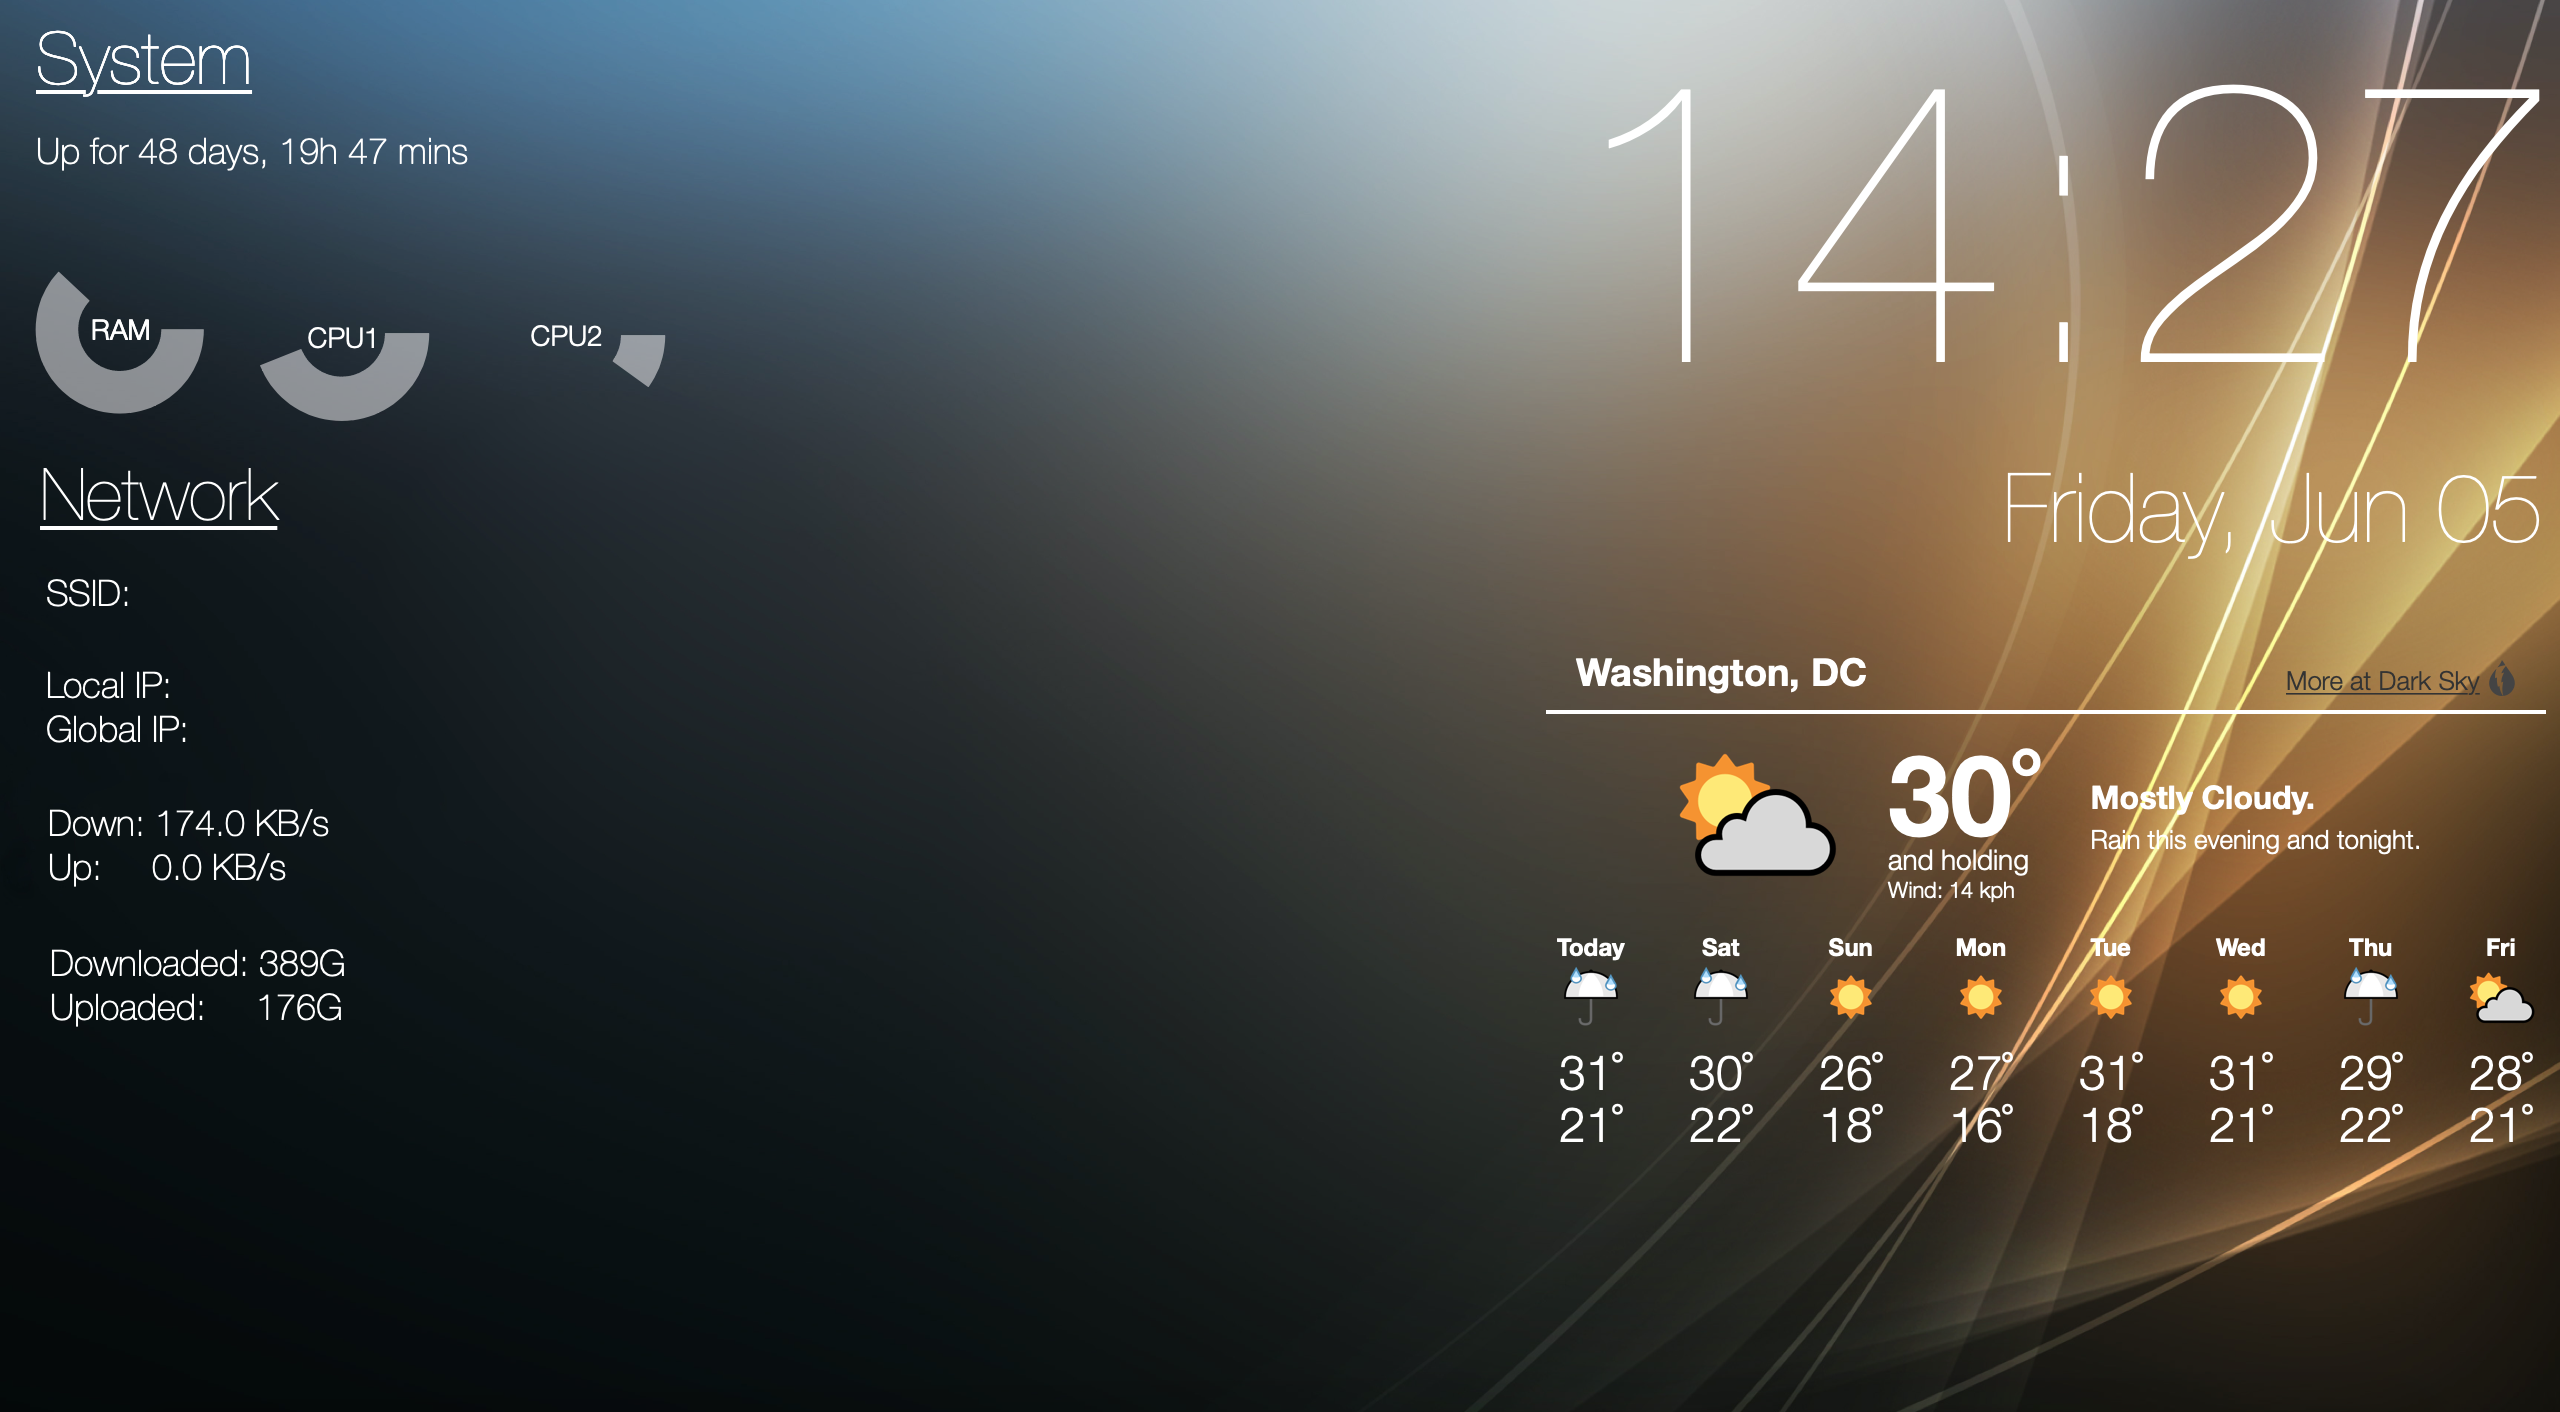 System
Up for 48 days, 19h 47 mins
RAM
CPU1
CPU2
Network
SSID:
Local IP:
Global IP:
Down: 174.0 KB/s
Up: 0.0 KB/s
Downloaded: 389G
Uploaded: 176G
14:27
Friday, Jun 05
Washington, DC
More at Dark Sky
30°
and holding
Wind: 14 kph
Mostly Cloudy.
Rain this evening and tonight.
Today Sat Sun Mon Tue Wed Thu Fri
31° 30° 26° 27° 31° 31° 29° 28°
21° 22° 18° 16° 18° 21° 22° 21°